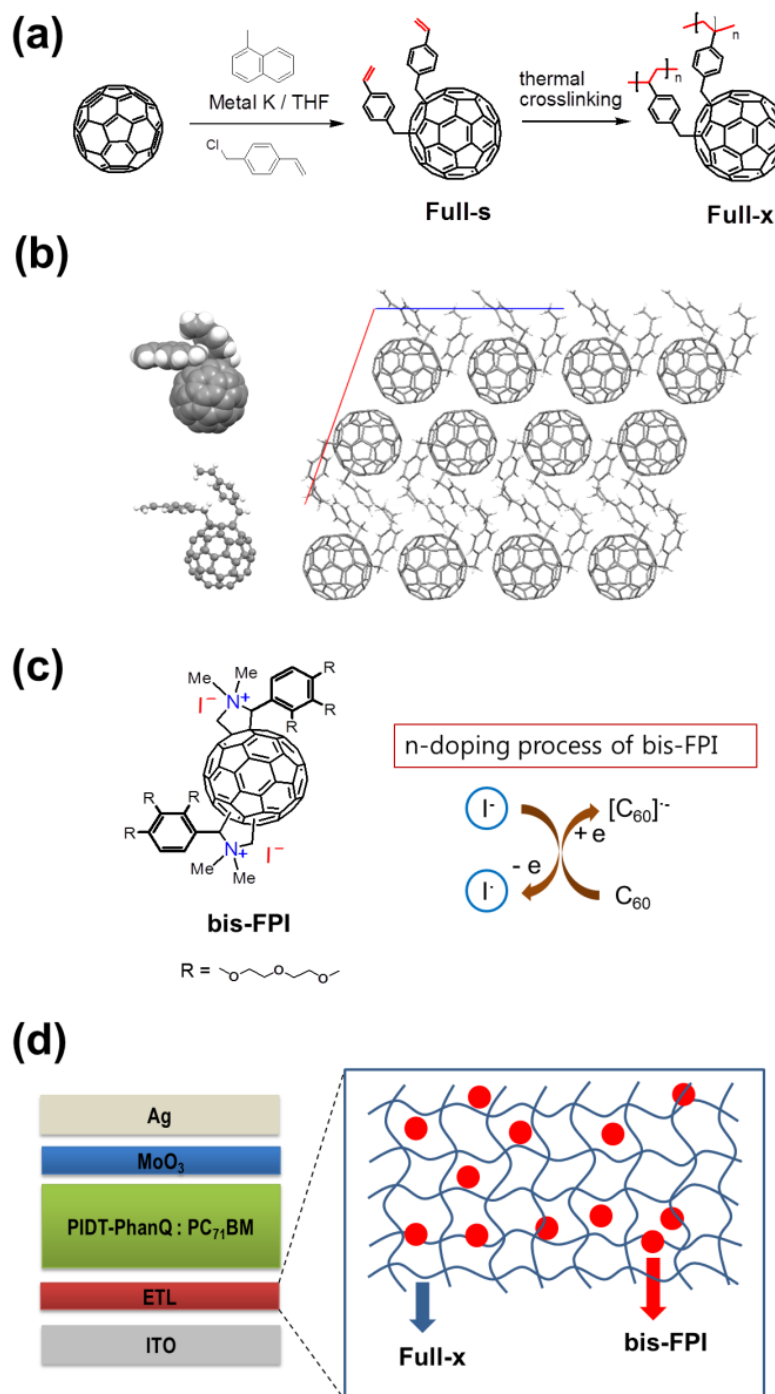 (a)
Metal K / THF
Cl
thermal
crosslinking
n
n
Full-s
Full-x
(b)
(c)
Me
Me
N+
I−
R
R
R
R
R
R
N+
I−
Me
Me
bis-FPI
R =
O
O
O
n-doping process of bis-FPI
I-
[C60]·-
+ e
- e
I·
C60
(d)
Ag
MoO3
PIDT-PhanQ : PC71BM
ETL
ITO
Full-x
bis-FPI